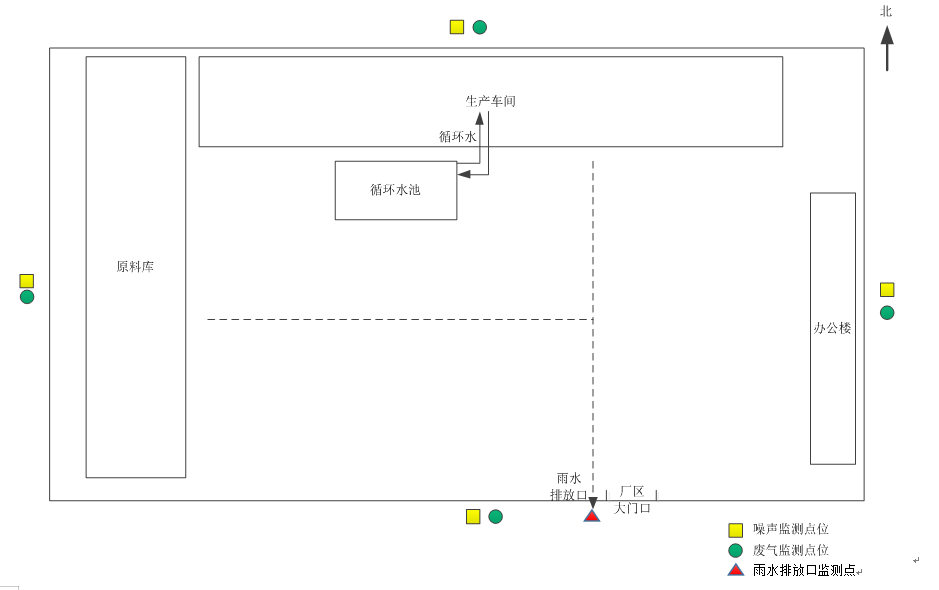 北
生产车间
循环水
循环水池
原料库
办公楼
雨水
排放口
厂区
大门口
噪声监测点位
废气监测点位
雨水排放口监测点